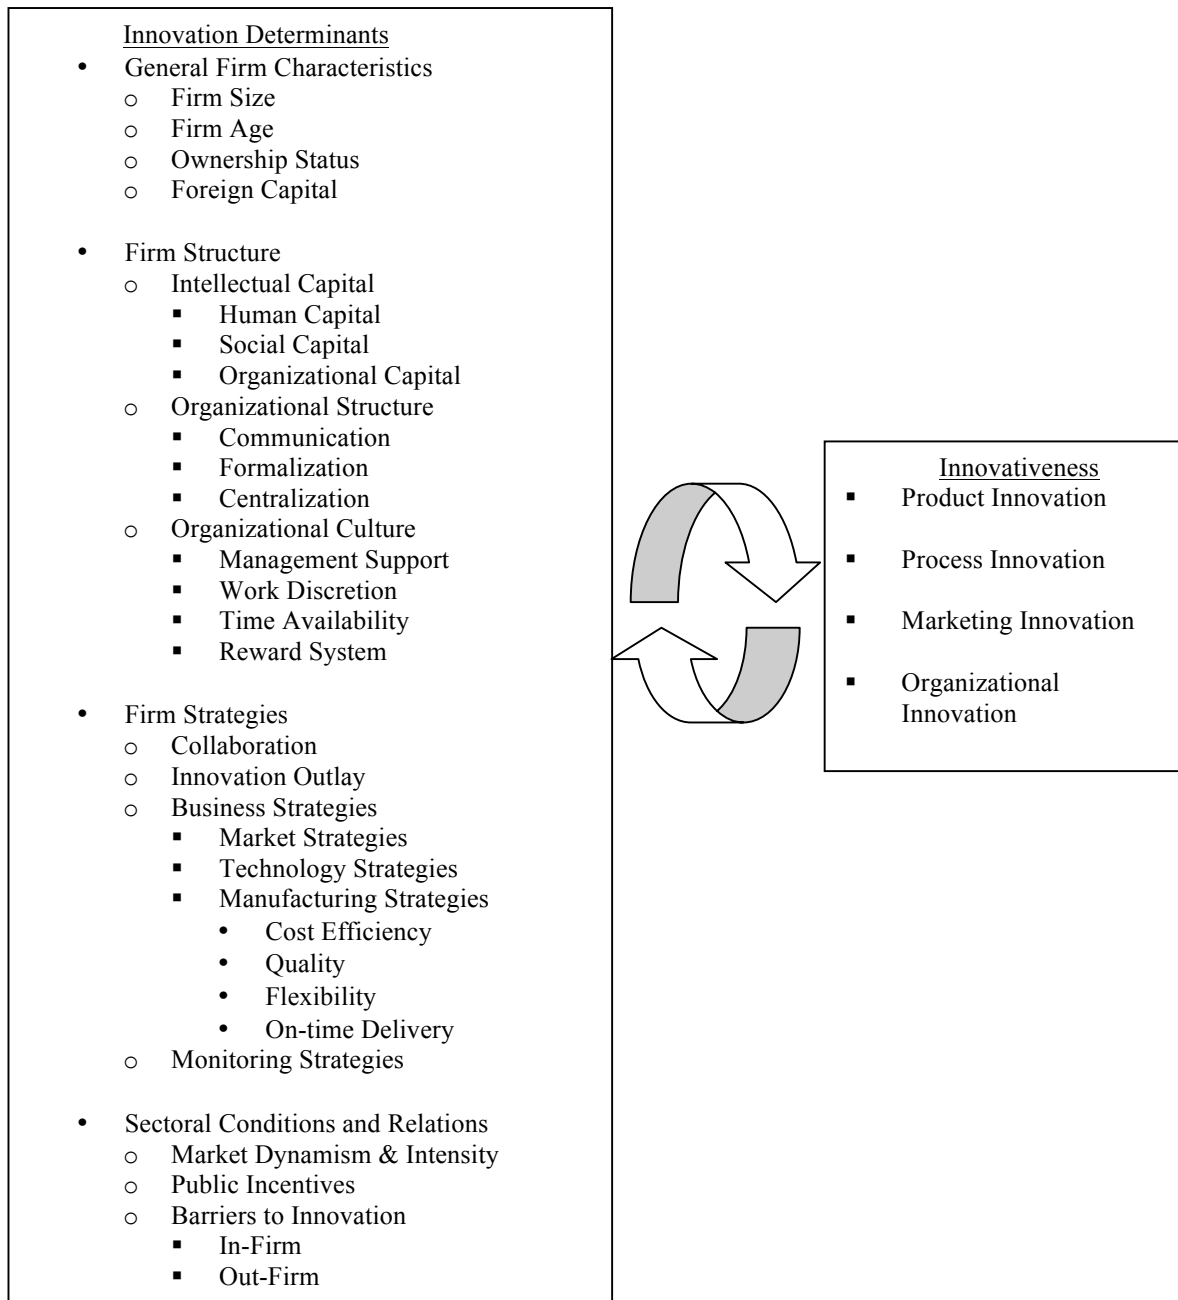 Innovation Determinants
• General Firm Characteristics
o Firm Size
o Firm Age
o Ownership Status
o Foreign Capital
• Firm Structure
o Intellectual Capital
▪ Human Capital
▪ Social Capital
▪ Organizational Capital
o Organizational Structure
▪ Communication
▪ Formalization
▪ Centralization
o Organizational Culture
▪ Management Support
▪ Work Discretion
▪ Time Availability
▪ Reward System
• Firm Strategies
o Collaboration
o Innovation Outlay
o Business Strategies
▪ Market Strategies
▪ Technology Strategies
▪ Manufacturing Strategies
• Cost Efficiency
• Quality
• Flexibility
• On-time Delivery
o Monitoring Strategies
• Sectoral Conditions and Relations
o Market Dynamism & Intensity
o Public Incentives
o Barriers to Innovation
▪ In-Firm
▪ Out-Firm
Innovativeness
▪ Product Innovation
▪ Process Innovation
▪ Marketing Innovation
▪ Organizational
Innovation